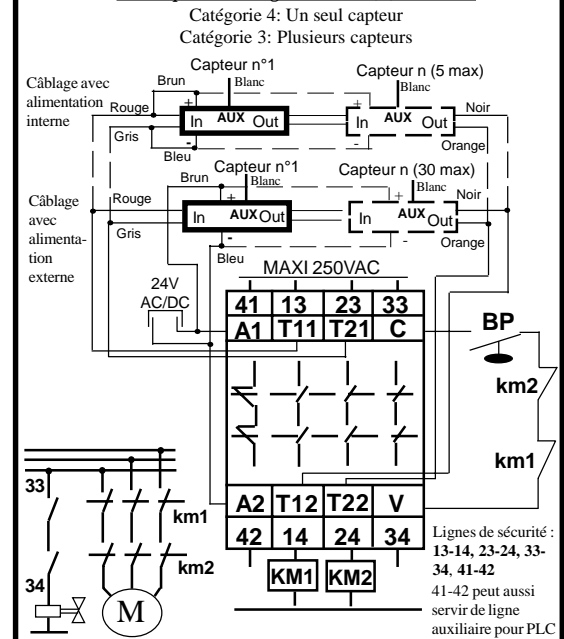 Catégorie 4: Un seul capteur
Catégorie 3: Plusieurs capteurs
Câblage avec
alimentation
interne
Capteur n°1
Capteur n (5 max)
Brun
Blanc
Blanc
Rouge
Noir
+
+
In AUX Out
In AUX Out
Gris
Orange
-
-
Bleu
Capteur n°1
Capteur n (30 max)
Brun
Blanc
Blanc
Câblage
avec
alimenta-
tion
externe
Rouge
Noir
+
+
In AUX Out
In AUX Out
Gris
Orange
-
-
Bleu
MAXI 250VAC
24V
AC/DC
41 13 23 33
A1 T11 T21 C
BP
km2
km1
A2 T12 T22 V
42 14 24 34
KM1 KM2
33
34
km1
km2
M
Lignes de sécurité :
13-14, 23-24, 33-
34, 41-42
41-42 peut aussi
servir de ligne
auxiliaire pour PLC